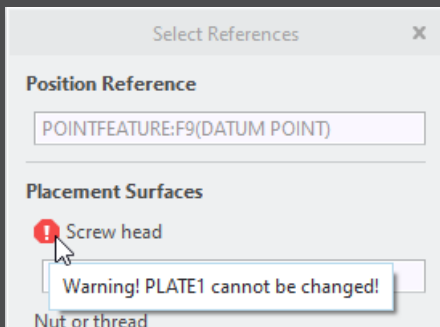 Select References
Position Reference
POINTFEATURE:F9(DATUM POINT)
Placement Surfaces
Screw head
Warning! PLATE1 cannot be changed!
Nut or thread